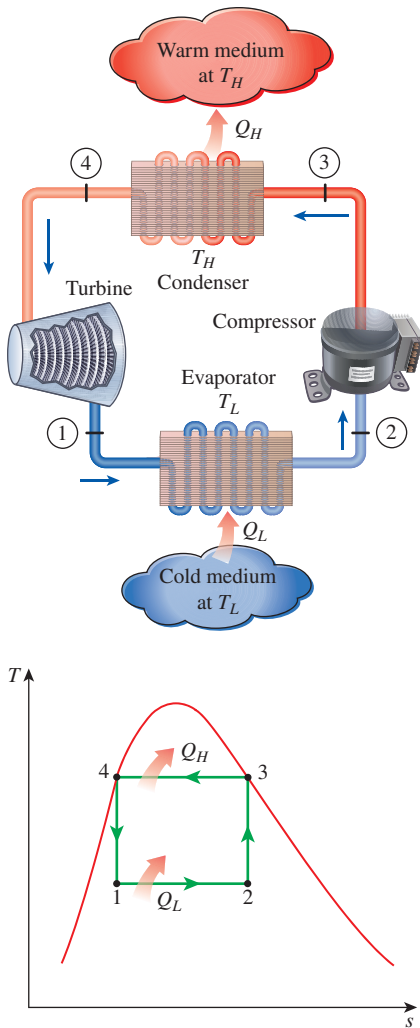 Warm medium
at T_H
Q_H
4
3
T_H
Condenser
Turbine
Compressor
Evaporator
T_L
1
2
Q_L
Cold medium
at T_L
T
Q_H
4
3
1
2
Q_L
s